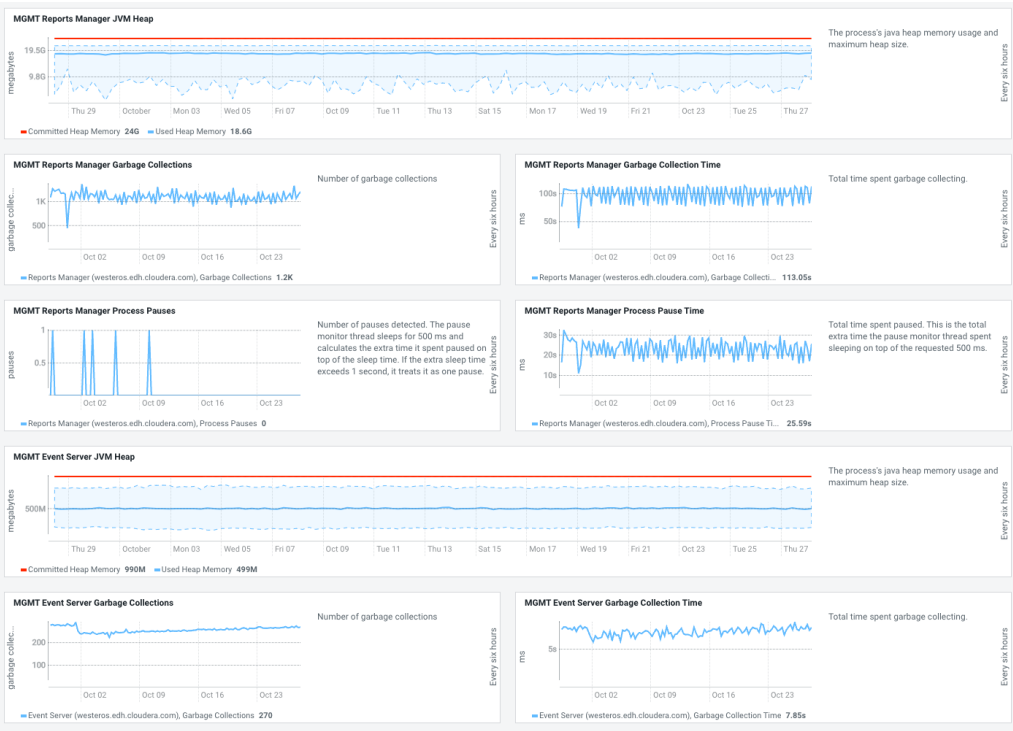 MGMT Reports Manager JVM Heap
The process's java heap memory usage and
maximum heap size.
megabytes
19.5G
9.8G
Thu 29 October Mon 03 Wed 05 Fri 07 Oct 09 Tue 11 Thu 13 Sat 15 Mon 17 Wed 19 Fri 21 Oct 23 Tue 25 Thu 27
Committed Heap Memory 24G Used Heap Memory 18.6G
Every six hours
MGMT Reports Manager Garbage Collections
Number of garbage collections
garbage collec...
1K
500
Oct 02 Oct 09 Oct 16 Oct 23
Reports Manager (westeros.edh.cloudera.com), Garbage Collections 1.2K
Every six hours
MGMT Reports Manager Garbage Collection Time
Total time spent garbage collecting.
ms
100s
50s
Oct 02 Oct 09 Oct 16 Oct 23
Reports Manager (westeros.edh.cloudera.com), Garbage Collecti... 113.05s
Every six hours
MGMT Reports Manager Process Pauses
Number of pauses detected. The pause
monitor thread sleeps for 500 ms and
calculates the extra time it spent paused on
top of the sleep time. If the extra sleep time
exceeds 1 second, it treats it as one pause.
pauses
1
0.5
Oct 02 Oct 09 Oct 16 Oct 23
Reports Manager (westeros.edh.cloudera.com), Process Pauses 0
Every six hours
MGMT Reports Manager Process Pause Time
Total time spent paused. This is the total
extra time the pause monitor thread spent
sleeping on top of the requested 500 ms.
ms
30s
20s
10s
Oct 02 Oct 09 Oct 16 Oct 23
Reports Manager (westeros.edh.cloudera.com), Process Pause Ti... 25.59s
Every six hours
MGMT Event Server JVM Heap
The process's java heap memory usage and
maximum heap size.
megabytes
500M
Thu 29 October Mon 03 Wed 05 Fri 07 Oct 09 Tue 11 Thu 13 Sat 15 Mon 17 Wed 19 Fri 21 Oct 23 Tue 25 Thu 27
Committed Heap Memory 990M Used Heap Memory 499M
Every six hours
MGMT Event Server Garbage Collections
Number of garbage collections
garbage collec...
200
100
Oct 02 Oct 09 Oct 16 Oct 23
Event Server (westeros.edh.cloudera.com), Garbage Collections 270
Every six hours
MGMT Event Server Garbage Collection Time
Total time spent garbage collecting.
ms
5s
Oct 02 Oct 09 Oct 16 Oct 23
Event Server (westeros.edh.cloudera.com), Garbage Collection Time 7.85s
Every six hours